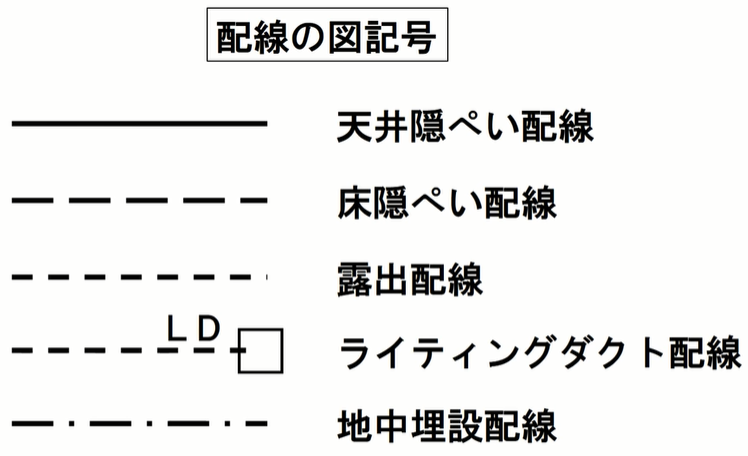 配線の図記号
天井隠ぺい配線
床隠ぺい配線
露出配線
ＬＤ
ライティングダクト配線
地中埋設配線